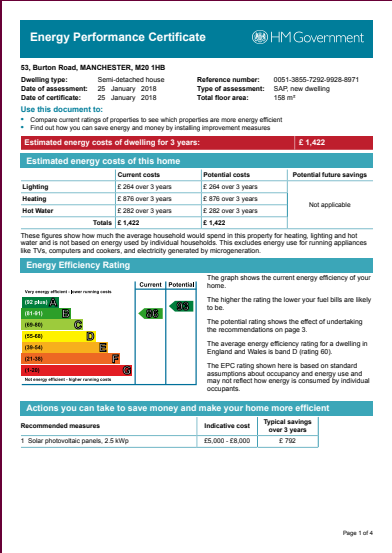 Energy Performance Certificate
HM Government
53, Burton Road, MANCHESTER, M20 1HB
Dwelling type: Semi-detached house
Date of assessment: 25 January 2018
Date of certificate: 25 January 2018
Reference number: 0051-3855-7292-9928-8971
Type of assessment: SAP, new dwelling
Total floor area: 158 m²
Use this document to:
• Compare current ratings of properties to see which properties are more energy efficient
• Find out how you can save energy and money by installing improvement measures
Estimated energy costs of dwelling for 3 years: £ 1,422
Estimated energy costs of this home
Current costs Potential costs Potential future savings
Lighting £ 264 over 3 years £ 264 over 3 years
Heating £ 876 over 3 years £ 876 over 3 years
Hot Water £ 282 over 3 years £ 282 over 3 years
Not applicable
Totals £ 1,422 £ 1,422
These figures show how much the average household would spend in this property for heating, lighting and hot
water and is not based on energy used by individual households. This excludes energy use for running appliances
like TVs, computers and cookers, and electricity generated by microgeneration.
Energy Efficiency Rating
Current Potential
Very energy efficient - lower running costs
(92 plus) A
(81-91) B
(69-80) C
(55-68) D
(39-54) E
(21-38) F
(1-20) G
Not energy efficient - higher running costs
The graph shows the current energy efficiency of your
home.
The higher the rating the lower your fuel bills are likely
to be.
The potential rating shows the effect of undertaking
the recommendations on page 3.
The average energy efficiency rating for a dwelling in
England and Wales is band D (rating 60).
The EPC rating shown here is based on standard
assumptions about occupancy and energy use and
may not reflect how energy is consumed by individual
occupants.
Actions you can take to save money and make your home more efficient
Recommended measures Indicative cost Typical savings
over 3 years
1 Solar photovoltaic panels, 2.5 kWp £5,000 - £8,000 £ 792
Page 1 of 4